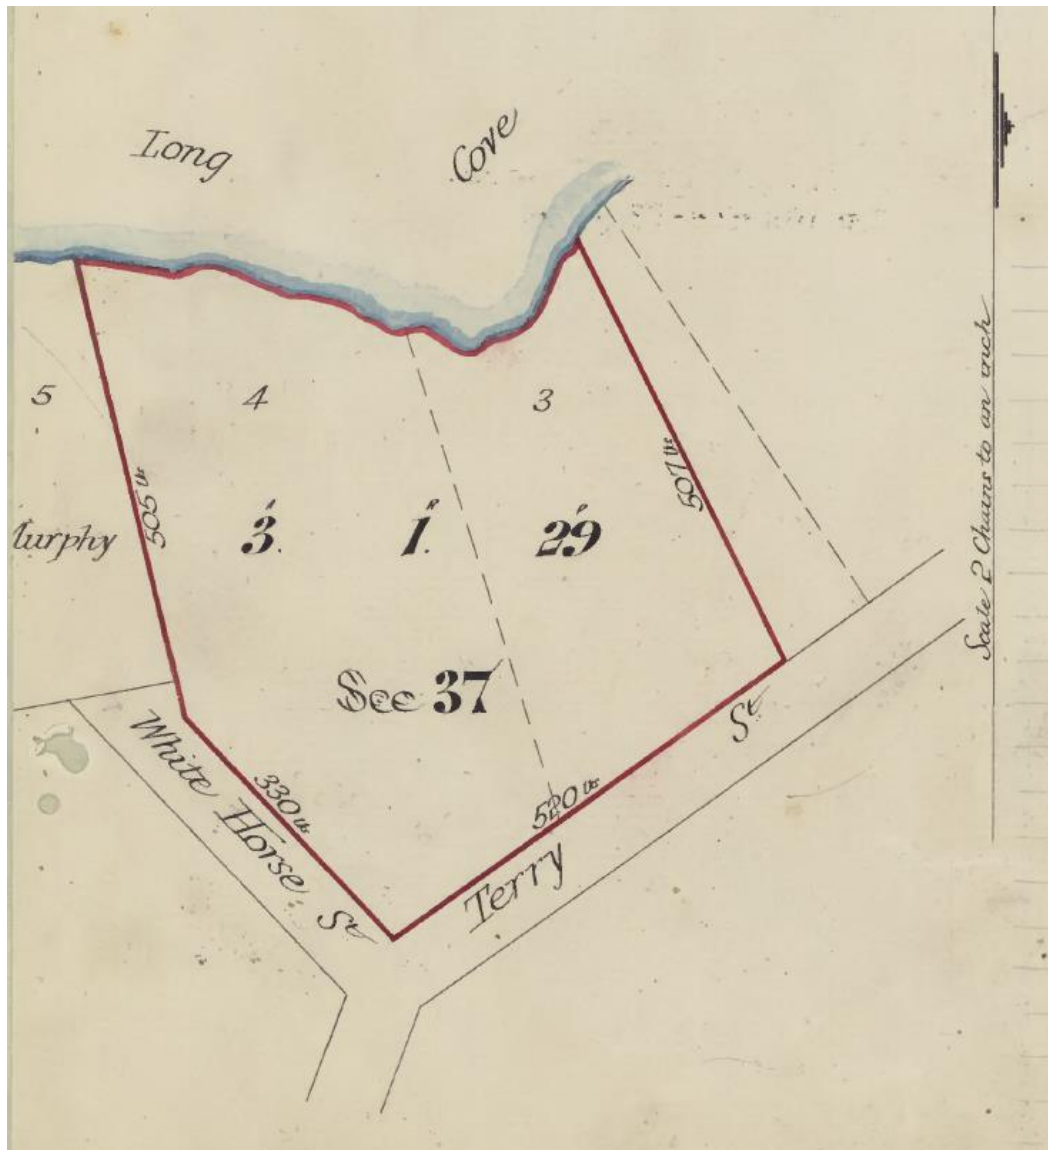 Long
Cove
5
4
3
505 lks
507 lks
Murphy
A
3.
R
1.
P
29
See 37
White Horse St
330 lks
520 lks
Terry St
Scale 2 Chains to an inch